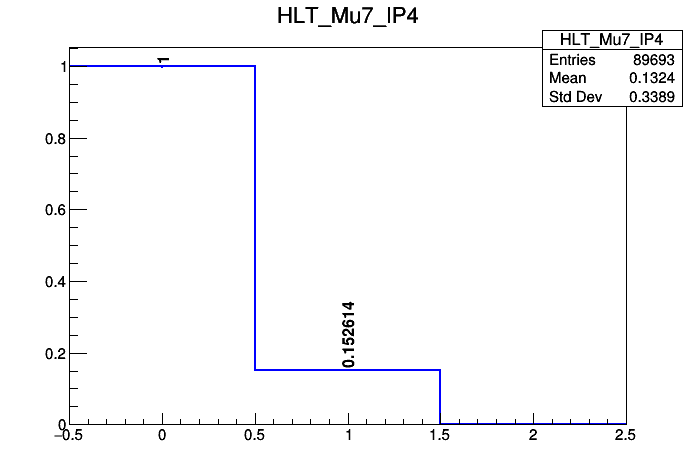 HLT_Mu7_IP4
HLT_Mu7_IP4
Entries 89693
Mean 0.1324
Std Dev 0.3389
1
0.152614
1
0.8
0.6
0.4
0.2
0
−0.5 0 0.5 1 1.5 2 2.5